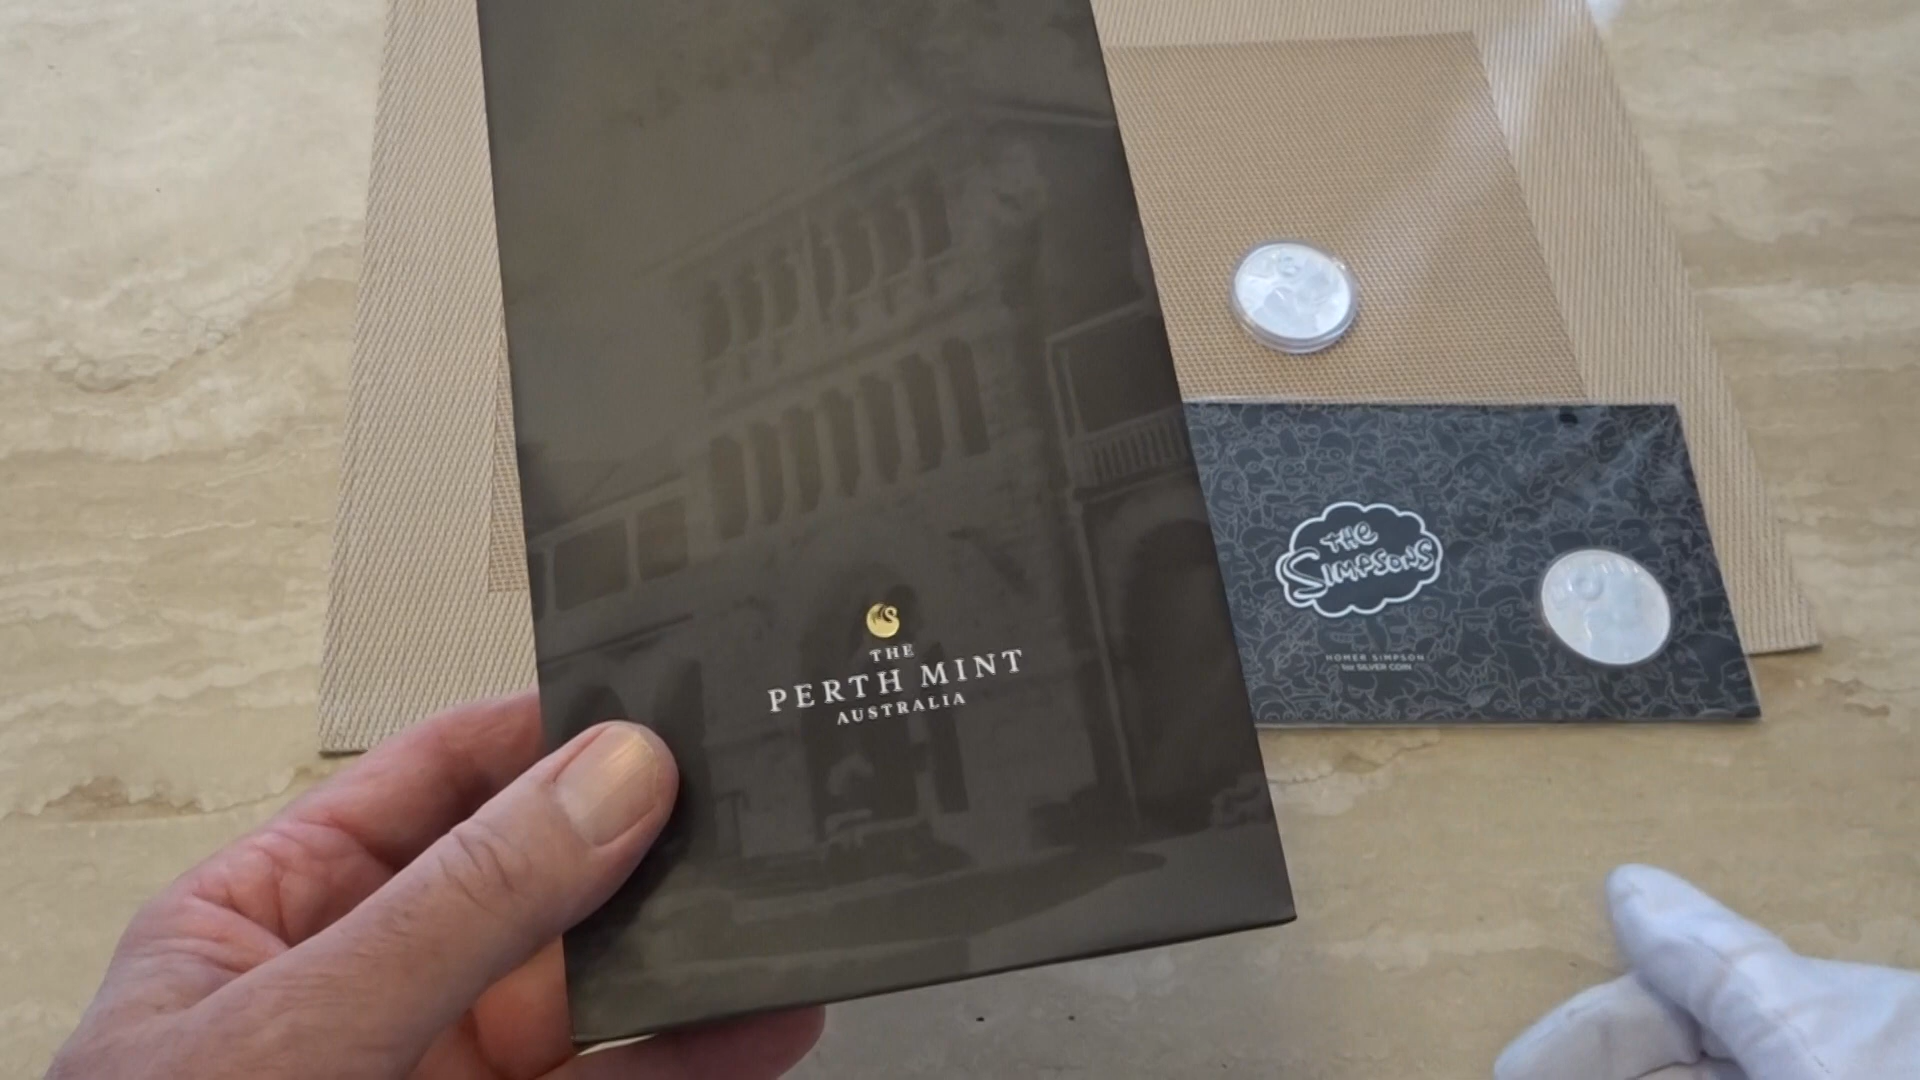 THE
PERTH MINT
AUSTRALIA
THE
SIMPSONS
HOMER SIMPSON
1oz SILVER COIN